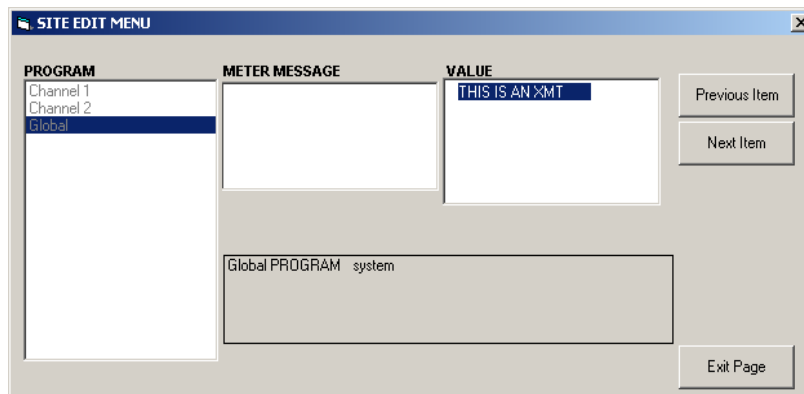 SITE EDIT MENU
PROGRAM
Channel 1
Channel 2
Global
METER MESSAGE
VALUE
THIS IS AN XMT
Previous Item
Next Item
Global PROGRAM system
Exit Page